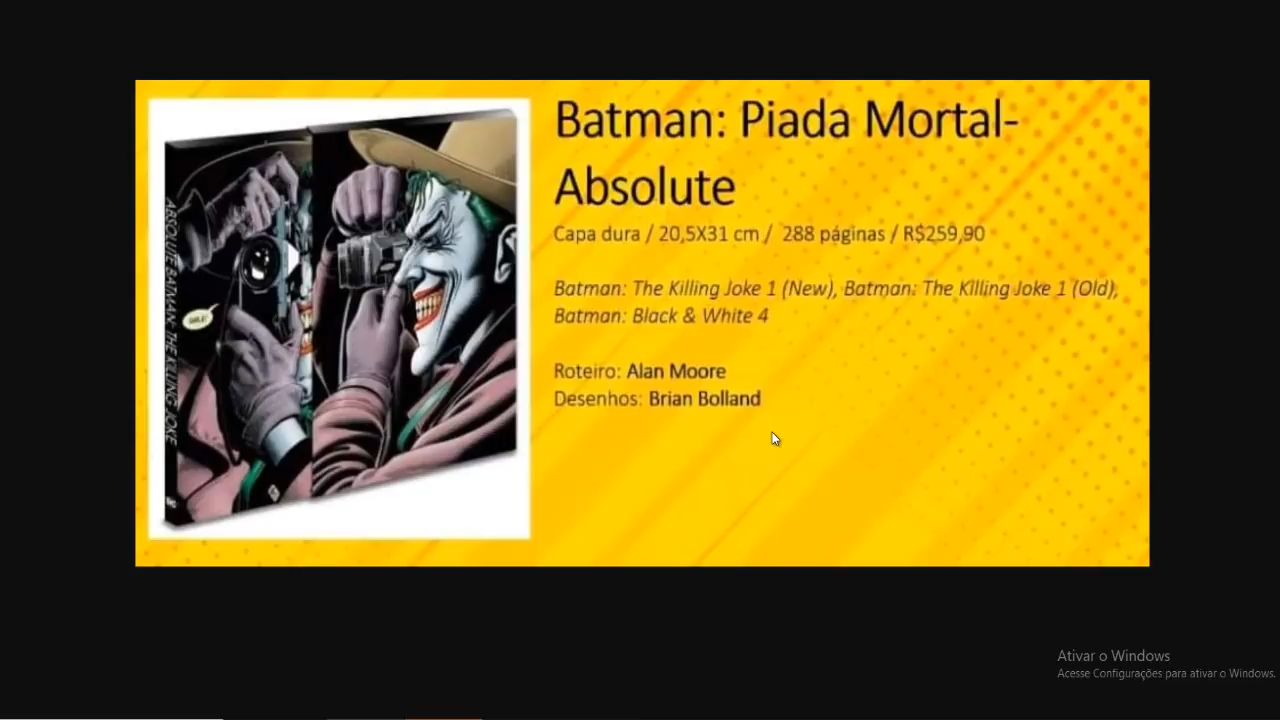 Batman: Piada Mortal-
Absolute
Capa dura / 20,5X31 cm / 288 páginas / R$259,90
Batman: The Killing Joke 1 (New), Batman: The Killing Joke 1 (Old),
Batman: Black & White 4
Roteiro: Alan Moore
Desenhos: Brian Bolland
ABSOLUTE BATMAN: THE KILLING JOKE
Ativar o Windows
Acesse Configurações para ativar o Windows.